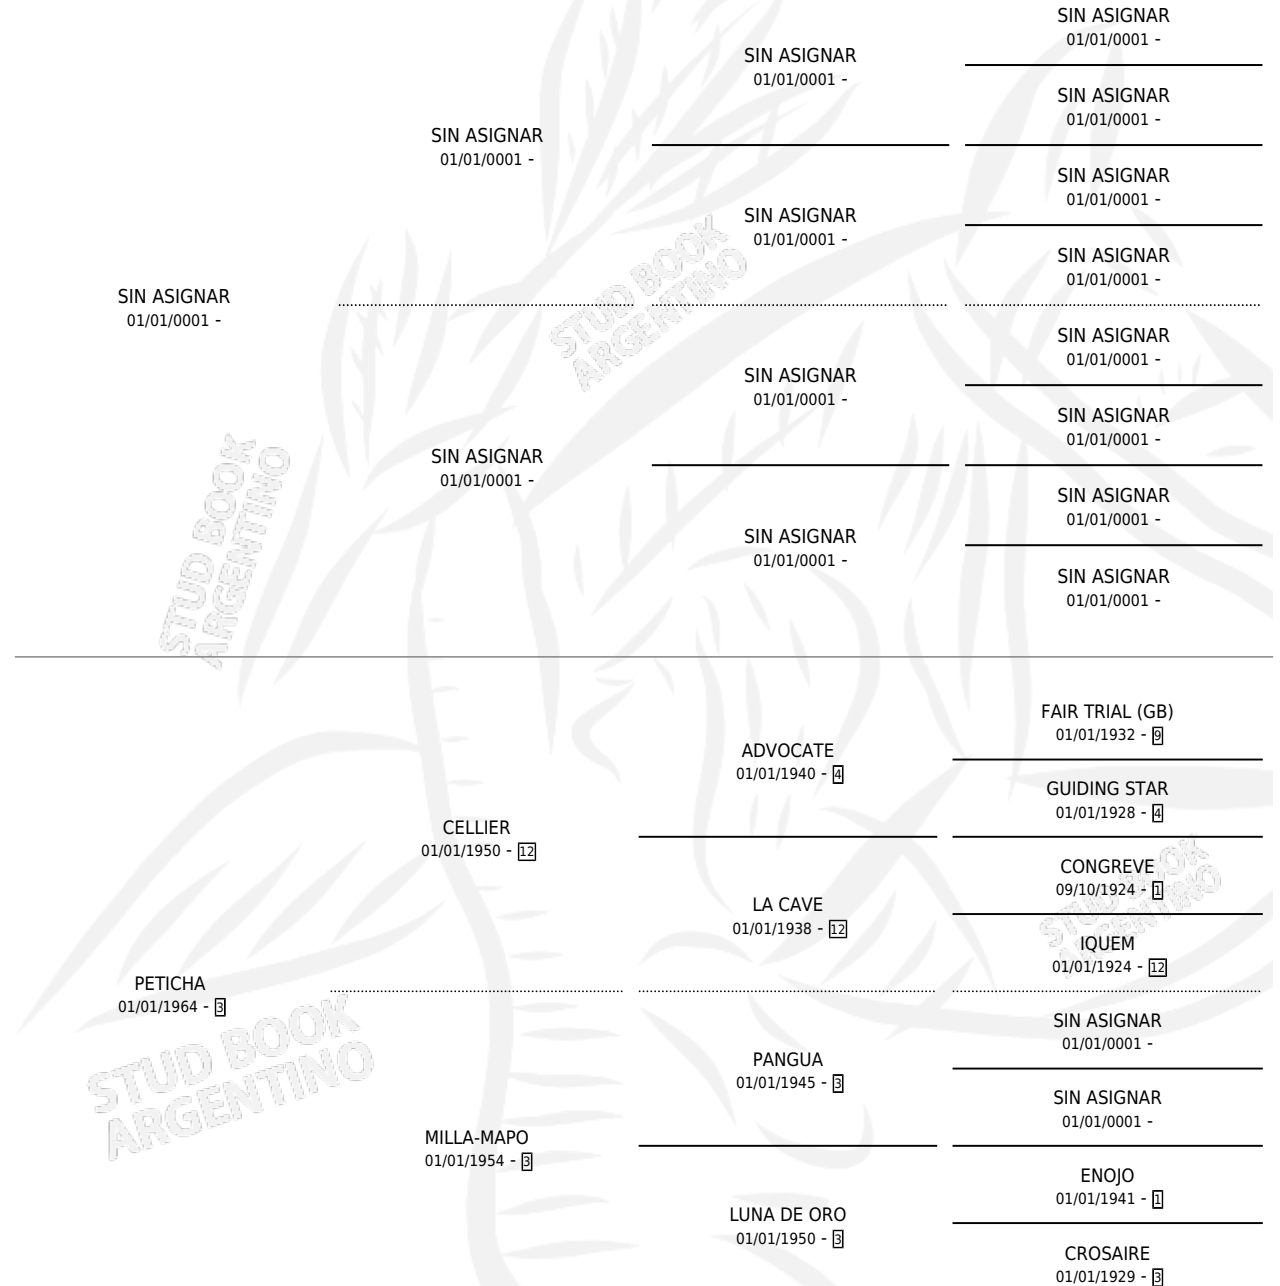 SIN ASIGNAR
01/01/0001 -
SIN ASIGNAR
01/01/0001 -
SIN ASIGNAR
01/01/0001 -
SIN ASIGNAR
01/01/0001 -
SIN ASIGNAR
01/01/0001 -
SIN ASIGNAR
01/01/0001 -
SIN ASIGNAR
01/01/0001 -
STUD BOOK
ARGENTINO
SIN ASIGNAR
01/01/0001 -
SIN ASIGNAR
01/01/0001 -
SIN ASIGNAR
01/01/0001 -
SIN ASIGNAR
01/01/0001 -
SIN ASIGNAR
01/01/0001 -
STUD BOOK
ARGENTINO
SIN ASIGNAR
01/01/0001 -
SIN ASIGNAR
01/01/0001 -
SIN ASIGNAR
01/01/0001 -
FAIR TRIAL (GB)
01/01/1932 - 9
ADVOCATE
01/01/1940 - 4
GUIDING STAR
01/01/1928 - 4
CELLIER
01/01/1950 - 12
CONGREVE
09/10/1924 - 1
LA CAVE
01/01/1938 - 12
STUD BOOK
ARGENTINO
IQUEM
01/01/1924 - 12
PETICHA
01/01/1964 - 3
STUD BOOK
ARGENTINO
SIN ASIGNAR
01/01/0001 -
PANGUA
01/01/1945 - 3
SIN ASIGNAR
01/01/0001 -
MILLA-MAPO
01/01/1954 - 3
ENOJO
01/01/1941 - 1
LUNA DE ORO
01/01/1950 - 3
CROSAIRE
01/01/1929 - 3